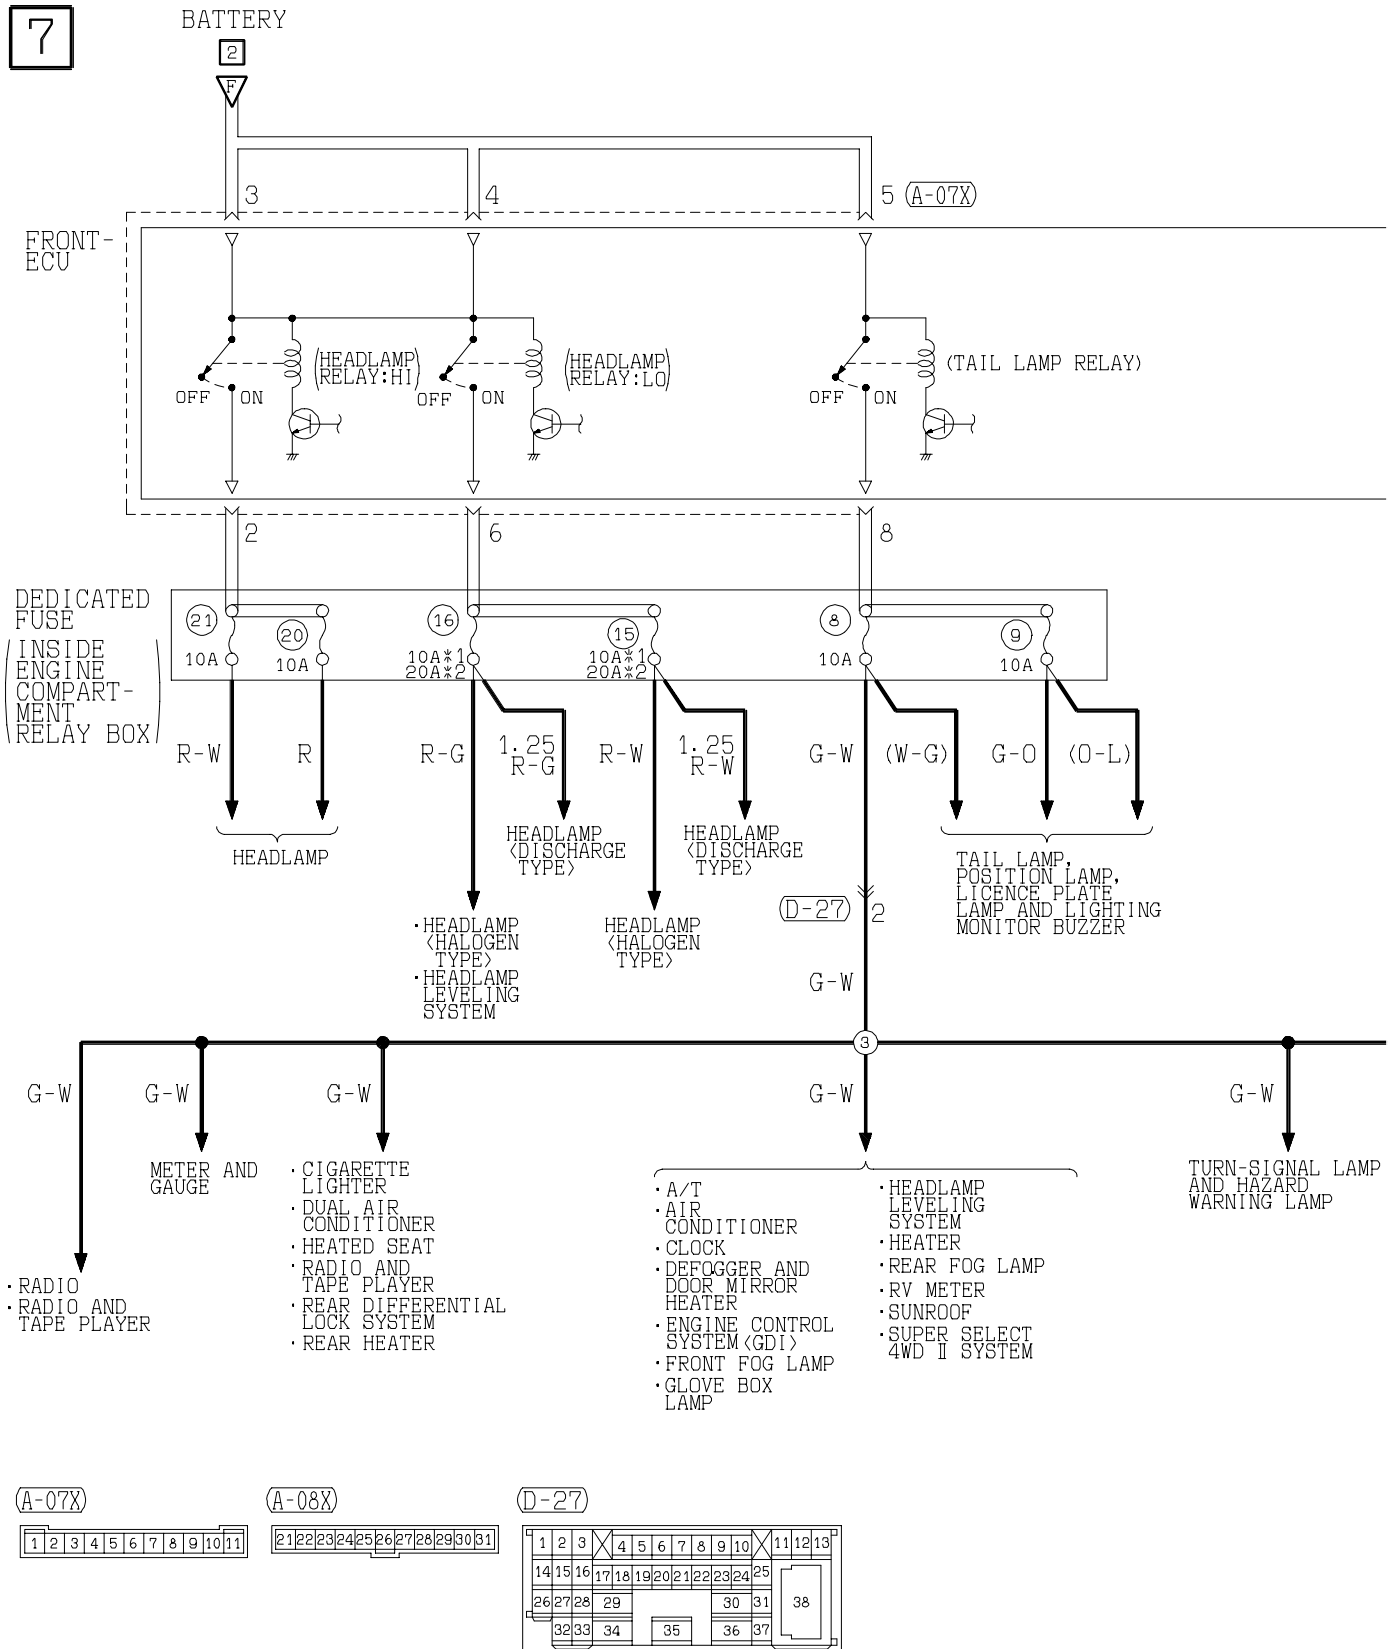 7
BATTERY
2
F
3
4
5 (A-07X)
FRONT-
ECU
(HEADLAMP
RELAY:HI)
(HEADLAMP
RELAY:LO)
(TAIL LAMP RELAY)
OFF ON
OFF ON
OFF ON
2
6
8
DEDICATED
FUSE
(INSIDE
ENGINE
COMPART-
MENT
RELAY BOX)
21
10A
20
10A
16
10A*1
20A*2
15
10A*1
20A*2
8
10A
9
10A
R-W
R
R-G
1.25
R-G
R-W
1.25
R-W
G-W
(W-G)
G-O
(O-L)
HEADLAMP
HEADLAMP
<DISCHARGE
TYPE>
HEADLAMP
<DISCHARGE
TYPE>
TAIL LAMP,
POSITION LAMP,
LICENCE PLATE
LAMP AND LIGHTING
MONITOR BUZZER
(D-27)
2
·HEADLAMP
<HALOGEN
TYPE>
·HEADLAMP
LEVELING
SYSTEM
HEADLAMP
<HALOGEN
TYPE>
G-W
3
G-W
G-W
G-W
G-W
G-W
·RADIO
·RADIO AND
TAPE PLAYER
METER AND
GAUGE
·CIGARETTE
LIGHTER
·DUAL AIR
CONDITIONER
·HEATED SEAT
·RADIO AND
TAPE PLAYER
·REAR DIFFERENTIAL
LOCK SYSTEM
·REAR HEATER
·A/T
·AIR
CONDITIONER
·CLOCK
·DEFOGGER AND
DOOR MIRROR
HEATER
·ENGINE CONTROL
SYSTEM<GDI>
·FRONT FOG LAMP
·GLOVE BOX
LAMP
·HEADLAMP
LEVELING
SYSTEM
·HEATER
·REAR FOG LAMP
·RV METER
·SUNROOF
·SUPER SELECT
4WD Ⅱ SYSTEM
TURN-SIGNAL LAMP
AND HAZARD
WARNING LAMP
(A-07X)
1 2 3 4 5 6 7 8 9 10 11
(A-08X)
21 22 23 24 25 26 27 28 29 30 31
(D-27)
1 2 3 4 5 6 7 8 9 10 11 12 13
14 15 16 17 18 19 20 21 22 23 24 25
26 27 28 29 30 31 38
32 33 34 35 36 37